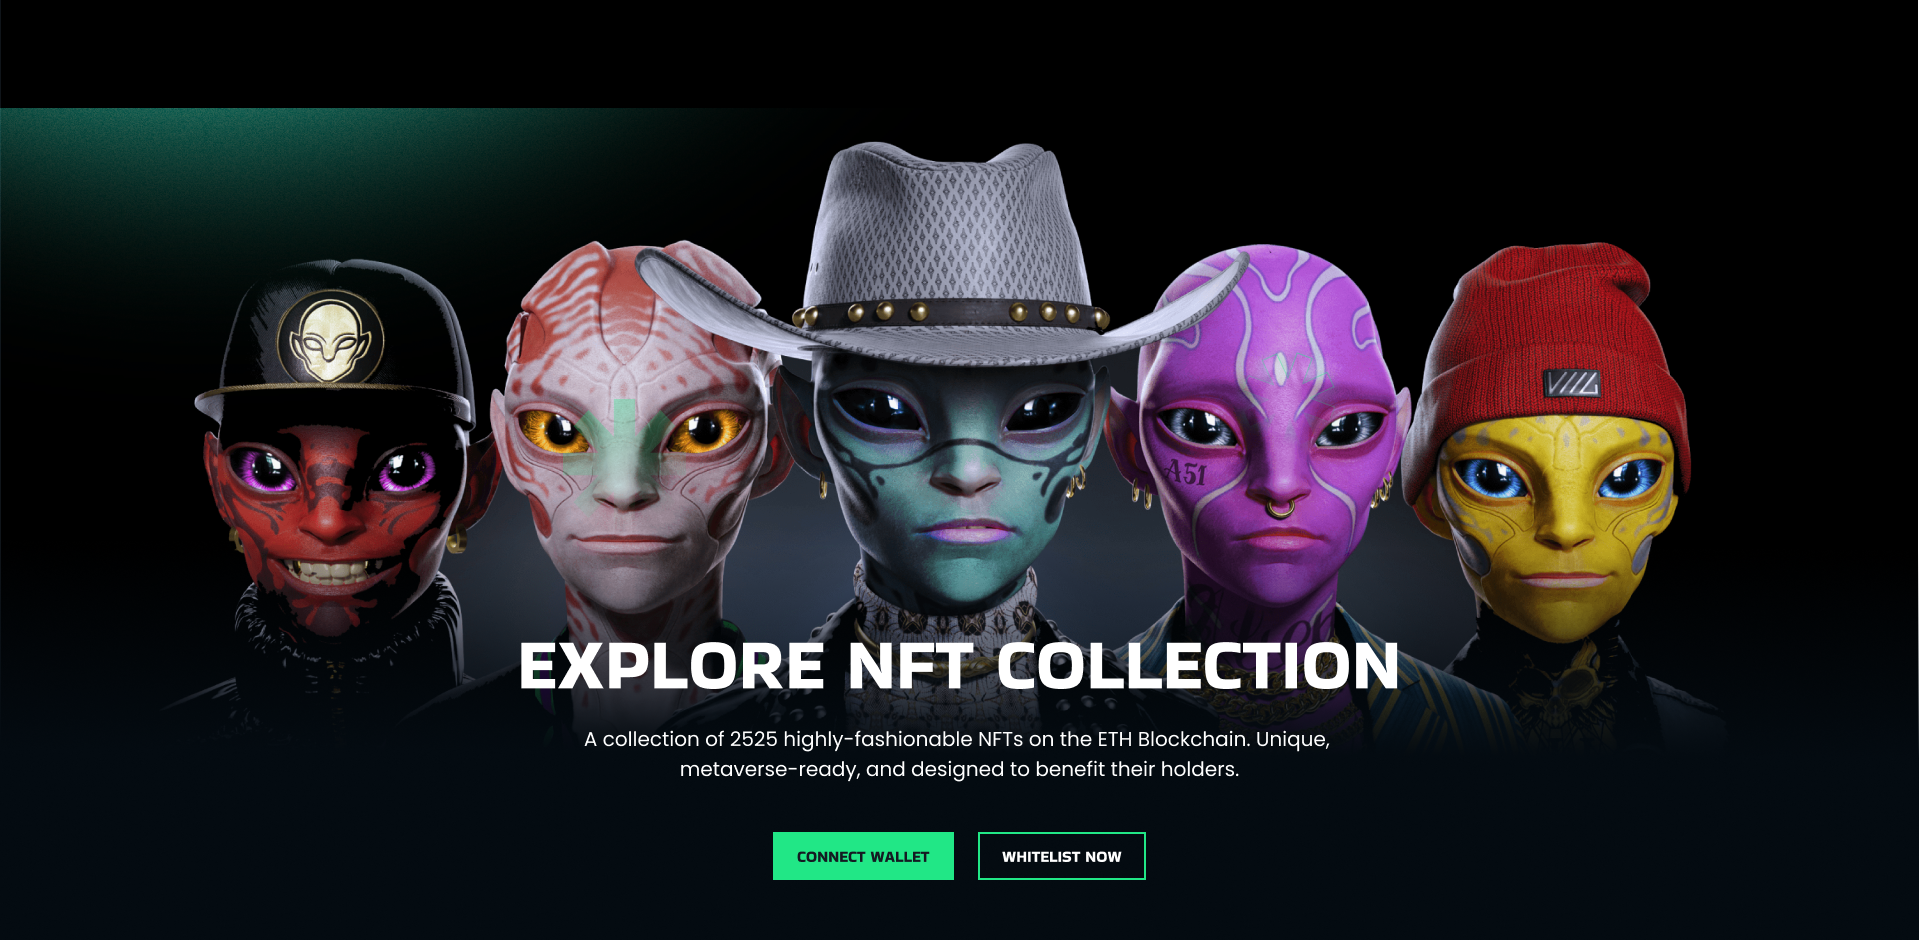 A51
EXPLORE NFT COLLECTION
A collection of 2525 highly-fashionable NFTs on the ETH Blockchain. Unique,
metaverse-ready, and designed to benefit their holders.
CONNECT WALLET
WHITELIST NOW